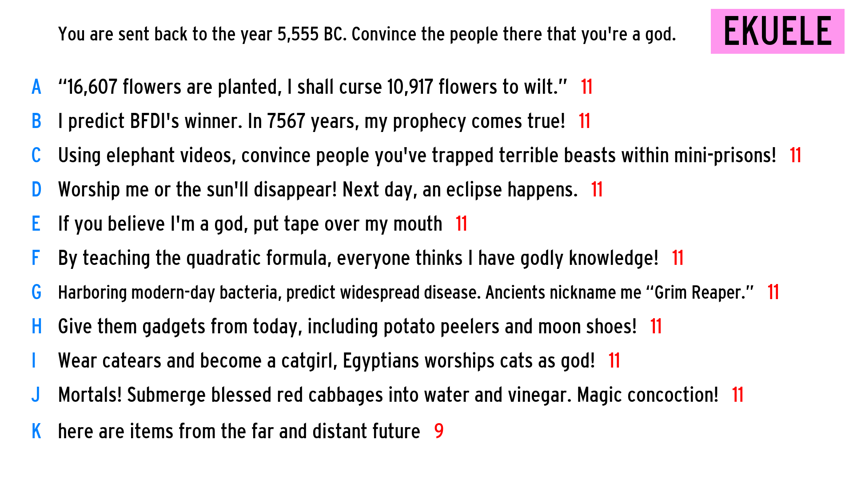 You are sent back to the year 5,555 BC. Convince the people there that you're a god.
EKUELE
A “16,607 flowers are planted, I shall curse 10,917 flowers to wilt.” 11
B I predict BFDI's winner. In 7567 years, my prophecy comes true! 11
C Using elephant videos, convince people you've trapped terrible beasts within mini-prisons! 11
D Worship me or the sun'll disappear! Next day, an eclipse happens. 11
E If you believe I'm a god, put tape over my mouth 11
F By teaching the quadratic formula, everyone thinks I have godly knowledge! 11
G Harboring modern-day bacteria, predict widespread disease. Ancients nickname me “Grim Reaper.” 11
H Give them gadgets from today, including potato peelers and moon shoes! 11
I Wear catears and become a catgirl, Egyptians worships cats as god! 11
J Mortals! Submerge blessed red cabbages into water and vinegar. Magic concoction! 11
K here are items from the far and distant future 9